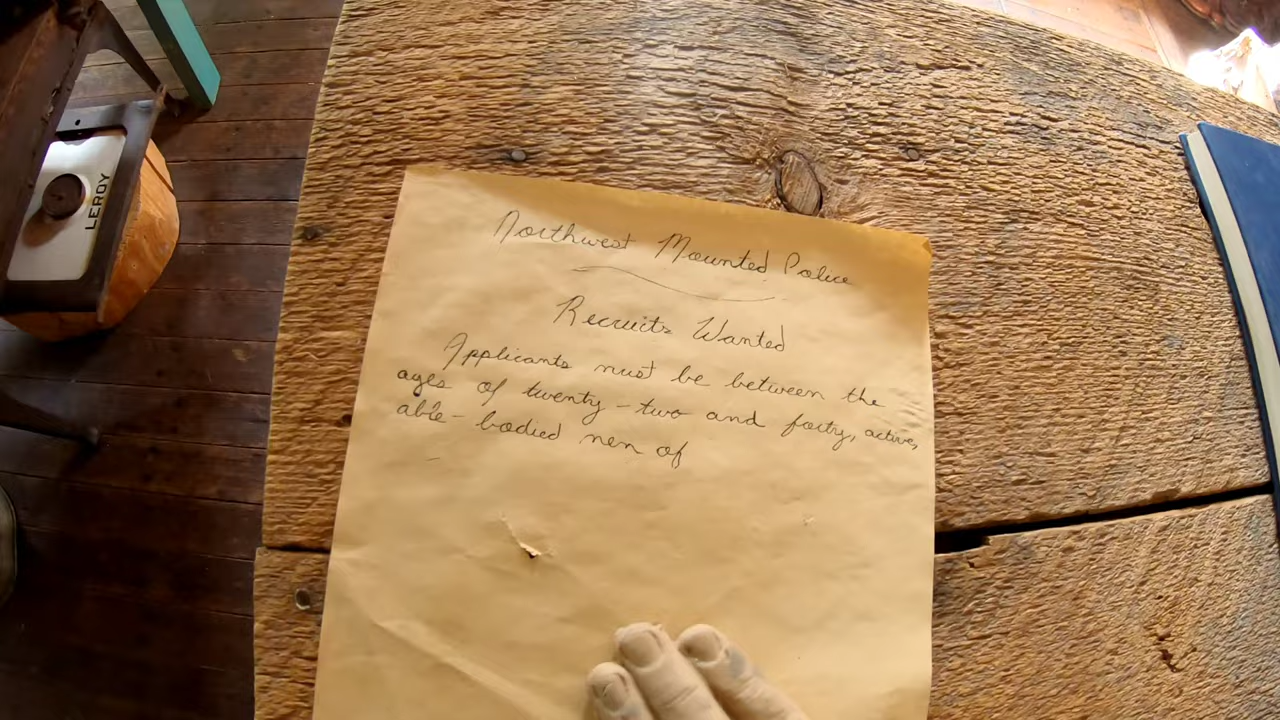 Northwest Mounted Police
Recruits Wanted
Applicants must be between the
ages of twenty-two and forty, active,
able-bodied men of
LEROY